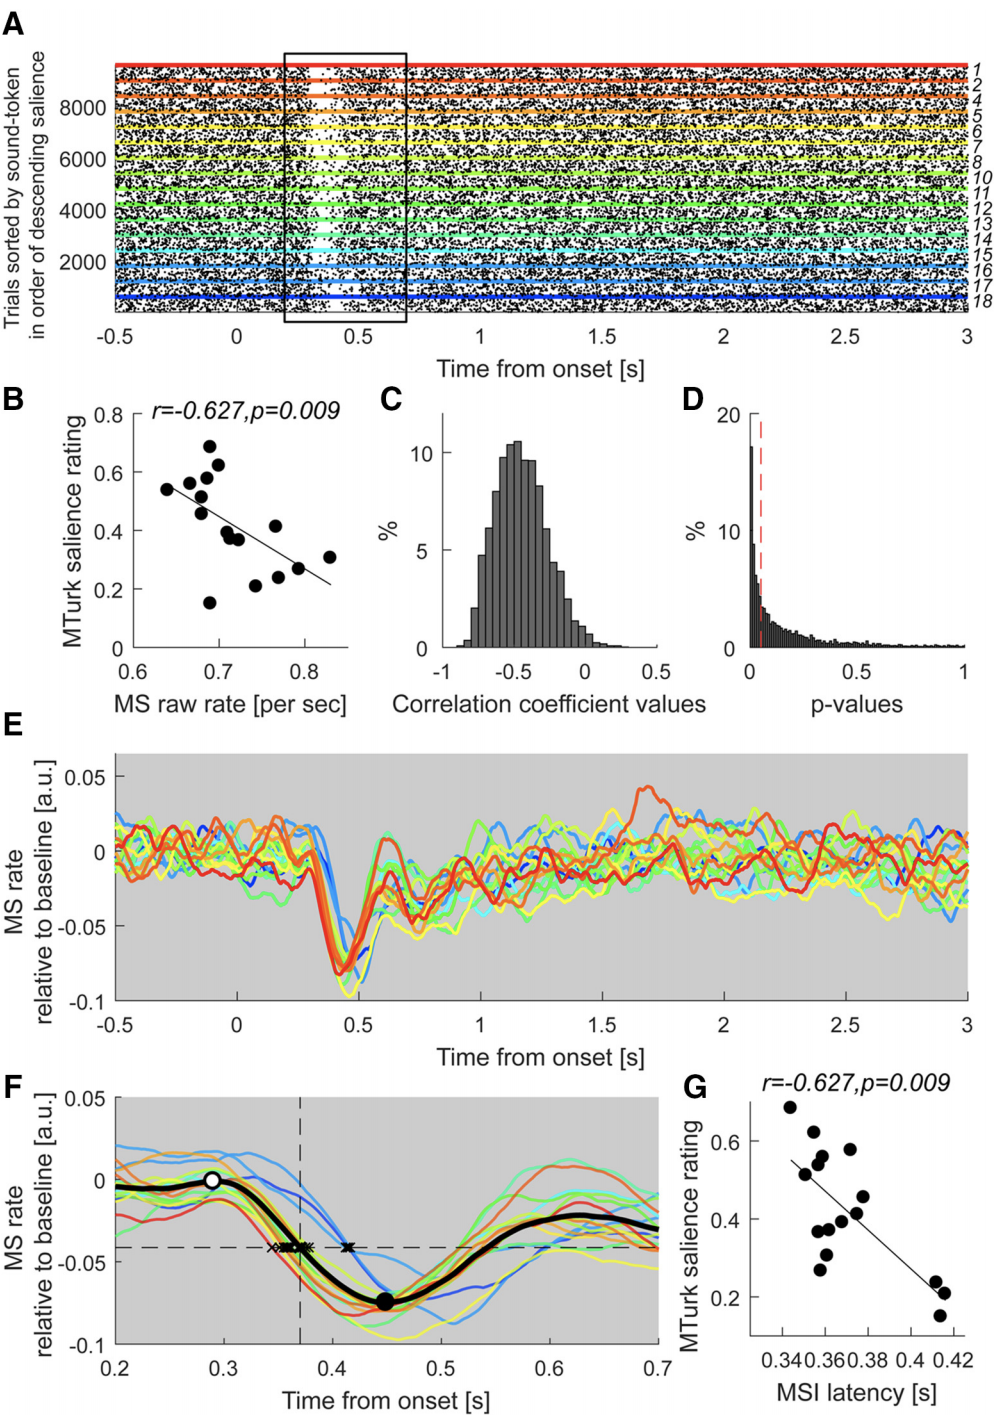 A
Trials sorted by sound-token
in order of descending salience
8000
6000
4000
2000
1
2
4
5
6
7
8
10
11
12
13
14
15
16
17
18
-0.5 0 0.5 1 1.5 2 2.5 3
Time from onset [s]
B
r=-0.627,p=0.009
MTurk salience rating
0.8
0.6
0.4
0.2
0
0.6 0.7 0.8
MS raw rate [per sec]
C
%
10
5
0
-1 -0.5 0 0.5
Correlation coefficient values
D
%
20
10
0
0 0.5 1
p-values
E
MS rate
relative to baseline [a.u.]
0.05
0
-0.05
-0.1
-0.5 0 0.5 1 1.5 2 2.5 3
Time from onset [s]
F
MS rate
relative to baseline [a.u.]
0.05
0
-0.05
-0.1
0.2 0.3 0.4 0.5 0.6 0.7
Time from onset [s]
G
r=-0.627,p=0.009
MTurk salience rating
0.6
0.4
0.2
0.34 0.36 0.38 0.4 0.42
MSI latency [s]